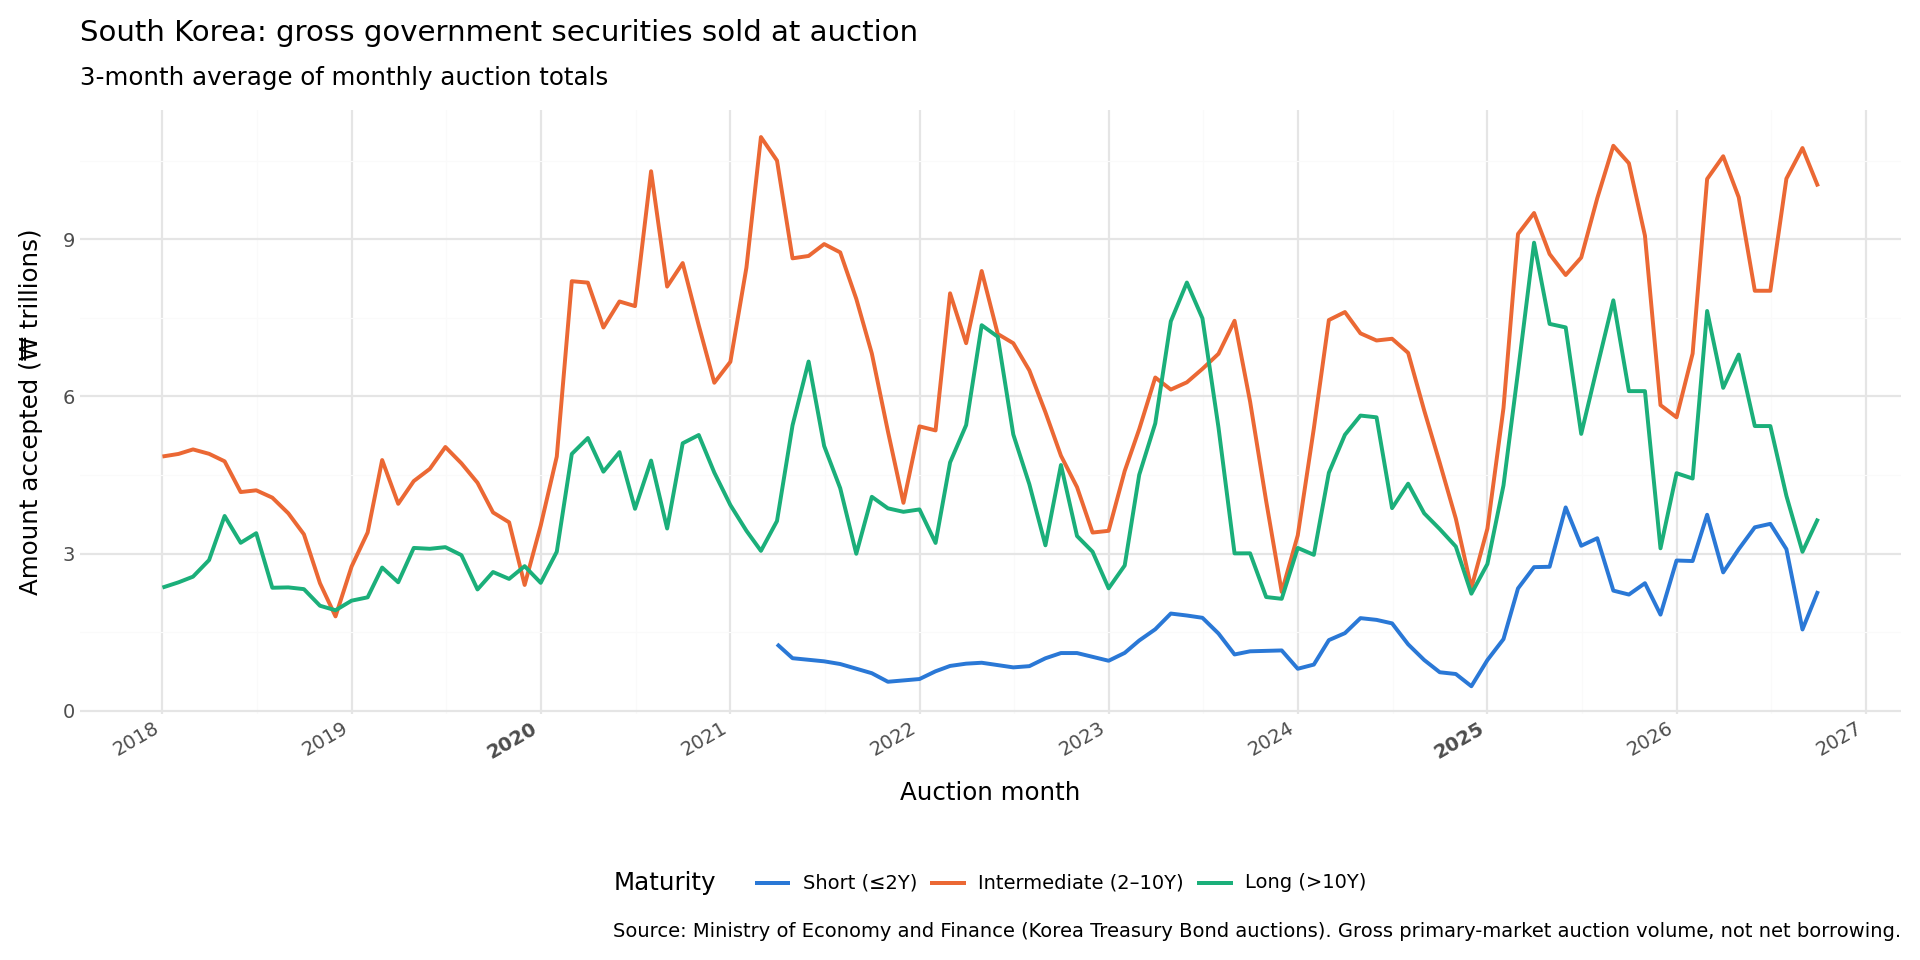 South Korea: gross government securities sold at auction
3-month average of monthly auction totals
Amount accepted (₩ trillions)
9
6
3
0
2018
2019
2020
2021
2022
2023
2024
2025
2026
2027
Auction month
Maturity
Short (≤2Y)
Intermediate (2–10Y)
Long (>10Y)
Source: Ministry of Economy and Finance (Korea Treasury Bond auctions). Gross primary-market auction volume, not net borrowing.